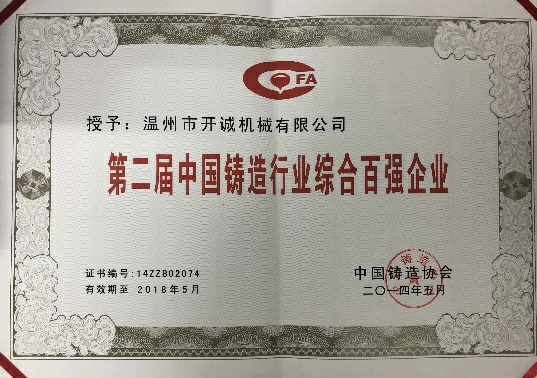 CFA
授予：温州市开诚机械有限公司
第二届中国铸造行业综合百强企业
证书编号:14ZZB02074
有效期至 2018年5月
中国铸造协会
二〇一四年五月
铸造